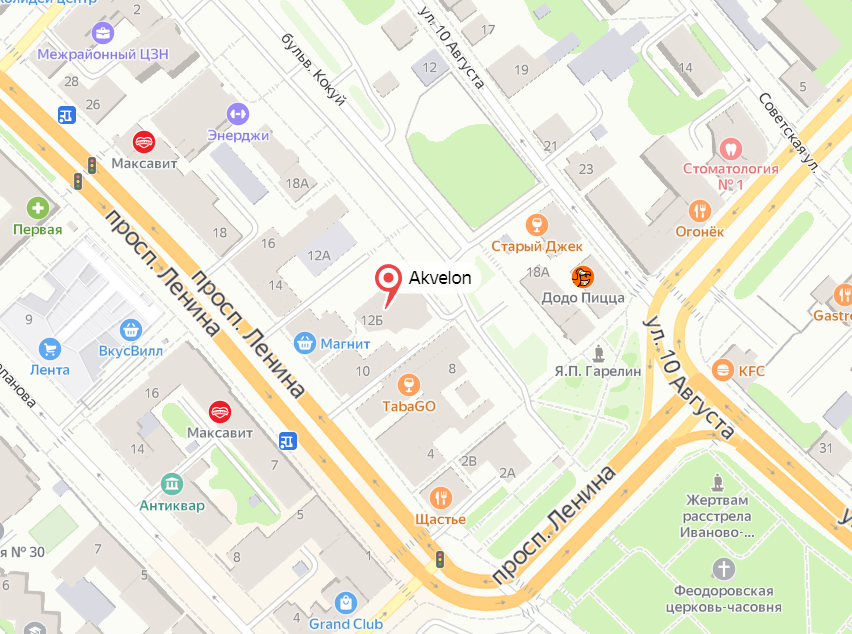 Холидей центр
2
Межрайонный ЦЗН
28
26
Максавит
Энерджи
бульв. Кокуй
ул. 10 Августа
12
19
14
5
Советская ул.
21
23
Стоматология
№ 1
Огонёк
Старый Джек
18А
18А
Додо Пицца
Первая
18
16
12А
14
Akvelon
12Б
Магнит
10
8
TabaGO
просп. Ленина
просп. Ленина
9
ВкусВилл
Лента
16
14
Максавит
7
Антиквар
5
8
1
7
5
я № 30
6
4
Grand Club
4
2В
2А
Щастье
просп. Ленина
Я.П. Гарелин
ул. 10 Августа
KFC
Gastro
31
Жертвам
расстрела
Иваново-...
Феодоровская
церковь-часовня